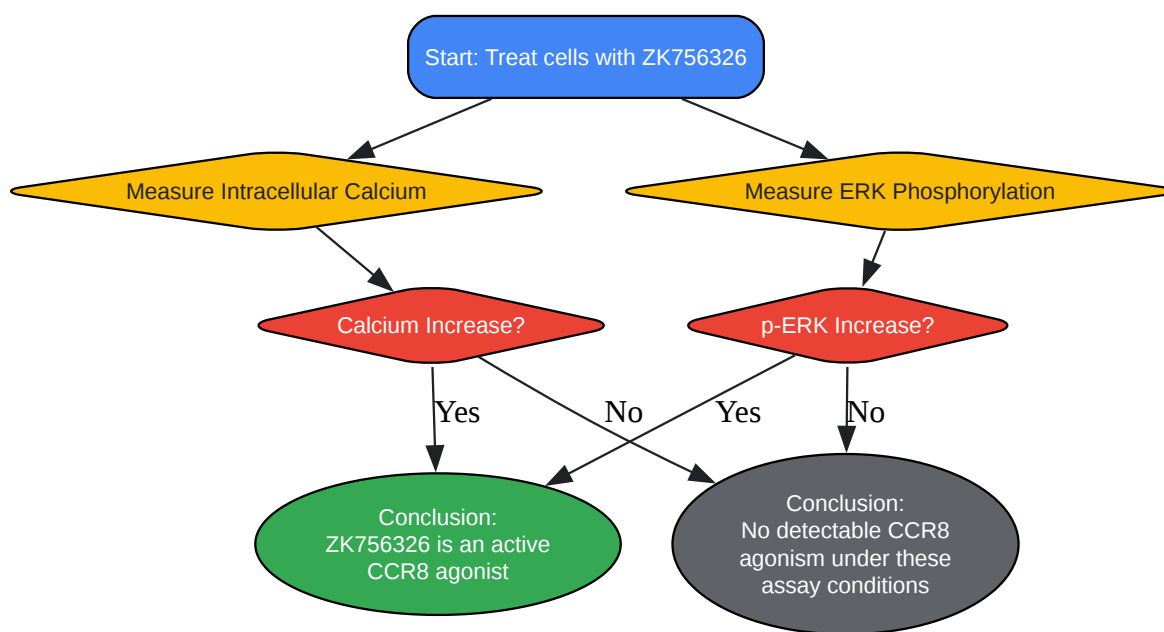 Start: Treat cells with ZK756326
Measure Intracellular Calcium
Measure ERK Phosphorylation
Calcium Increase?
p-ERK Increase?
Yes
No
Yes
No
Conclusion:
ZK756326 is an active
CCR8 agonist
Conclusion:
No detectable CCR8
agonism under these
assay conditions